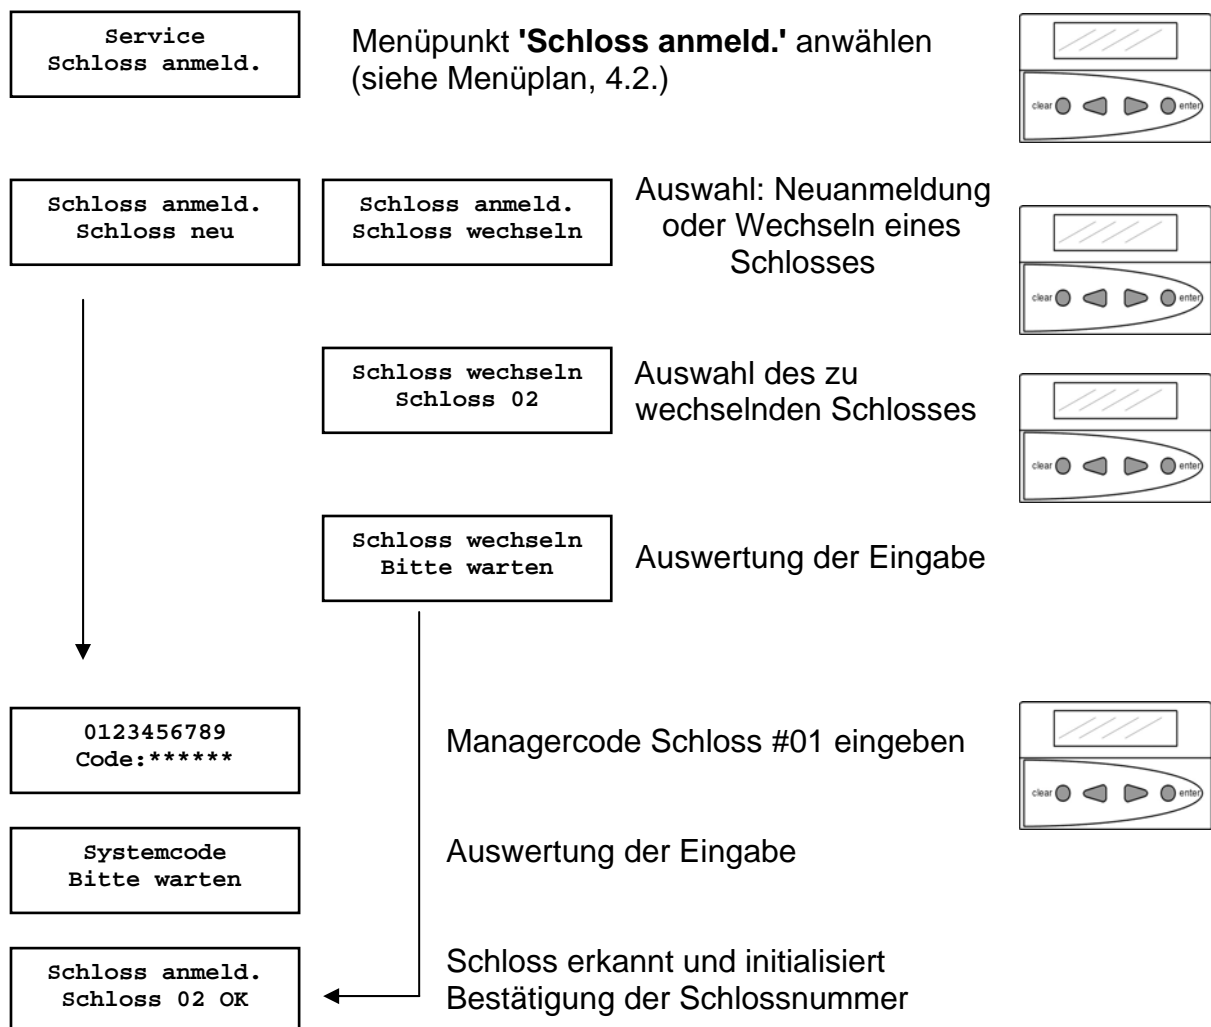 Service
Schloss anmeld.
Menüpunkt 'Schloss anmeld.' anwählen
(siehe Menüplan, 4.2.)
clear enter
Schloss anmeld.
Schloss neu
Schloss anmeld.
Schloss wechseln
Auswahl: Neuanmeldung
oder Wechseln eines
Schlosses
clear enter
Schloss wechseln
Schloss 02
Auswahl des zu
wechselnden Schlosses
clear enter
Schloss wechseln
Bitte warten
Auswertung der Eingabe
0123456789
Code:******
Managercode Schloss #01 eingeben
clear enter
Systemcode
Bitte warten
Auswertung der Eingabe
Schloss anmeld.
Schloss 02 OK
Schloss erkannt und initialisiert
Bestätigung der Schlossnummer